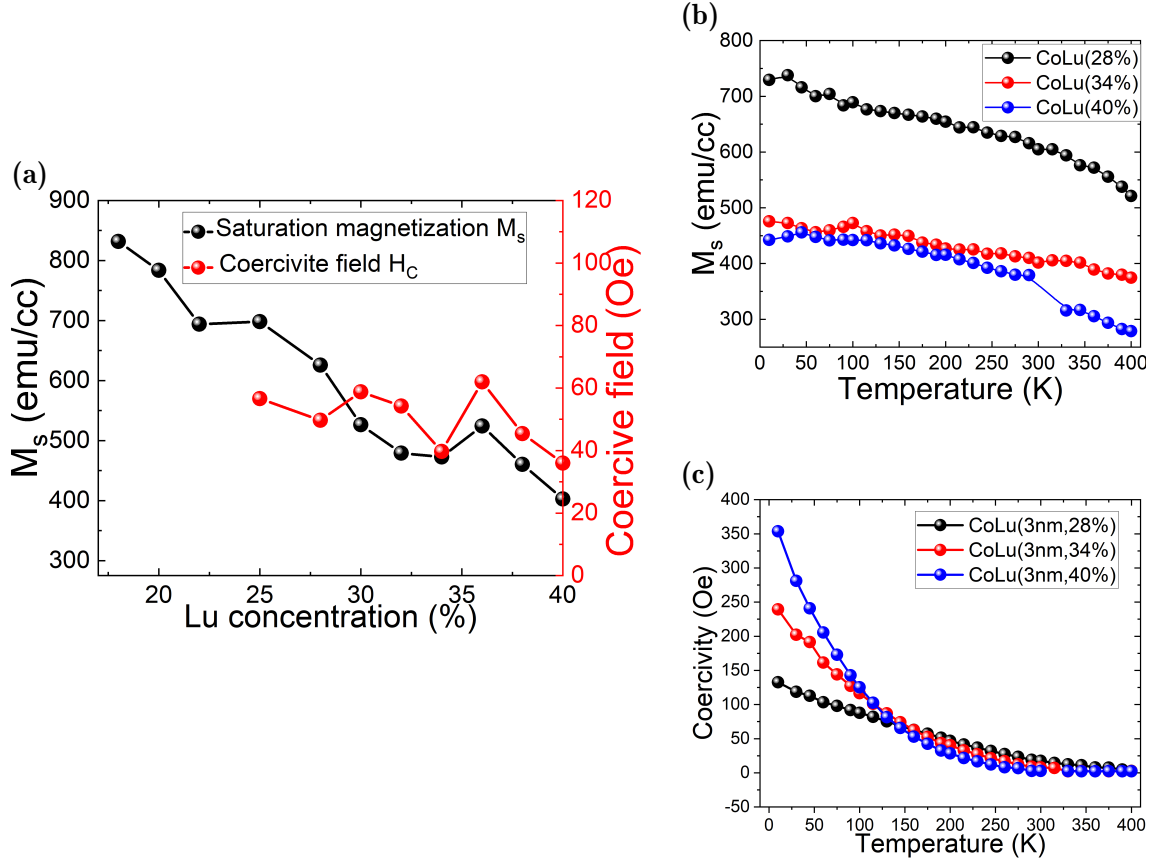 (a)
900
800
700
600
500
400
300
M_s (emu/cc)
Saturation magnetization M_s
Coercivite field H_C
120
100
80
60
40
20
0
Coercive field (Oe)
20 25 30 35 40
Lu concentration (%)
(b)
800
700
600
500
400
300
M_s (emu/cc)
CoLu(28%)
CoLu(34%)
CoLu(40%)
0 50 100 150 200 250 300 350 400
Temperature (K)
(c)
400
350
300
250
200
150
100
50
0
-50
Coercivity (Oe)
CoLu(3nm,28%)
CoLu(3nm,34%)
CoLu(3nm,40%)
0 50 100 150 200 250 300 350 400
Temperature (K)